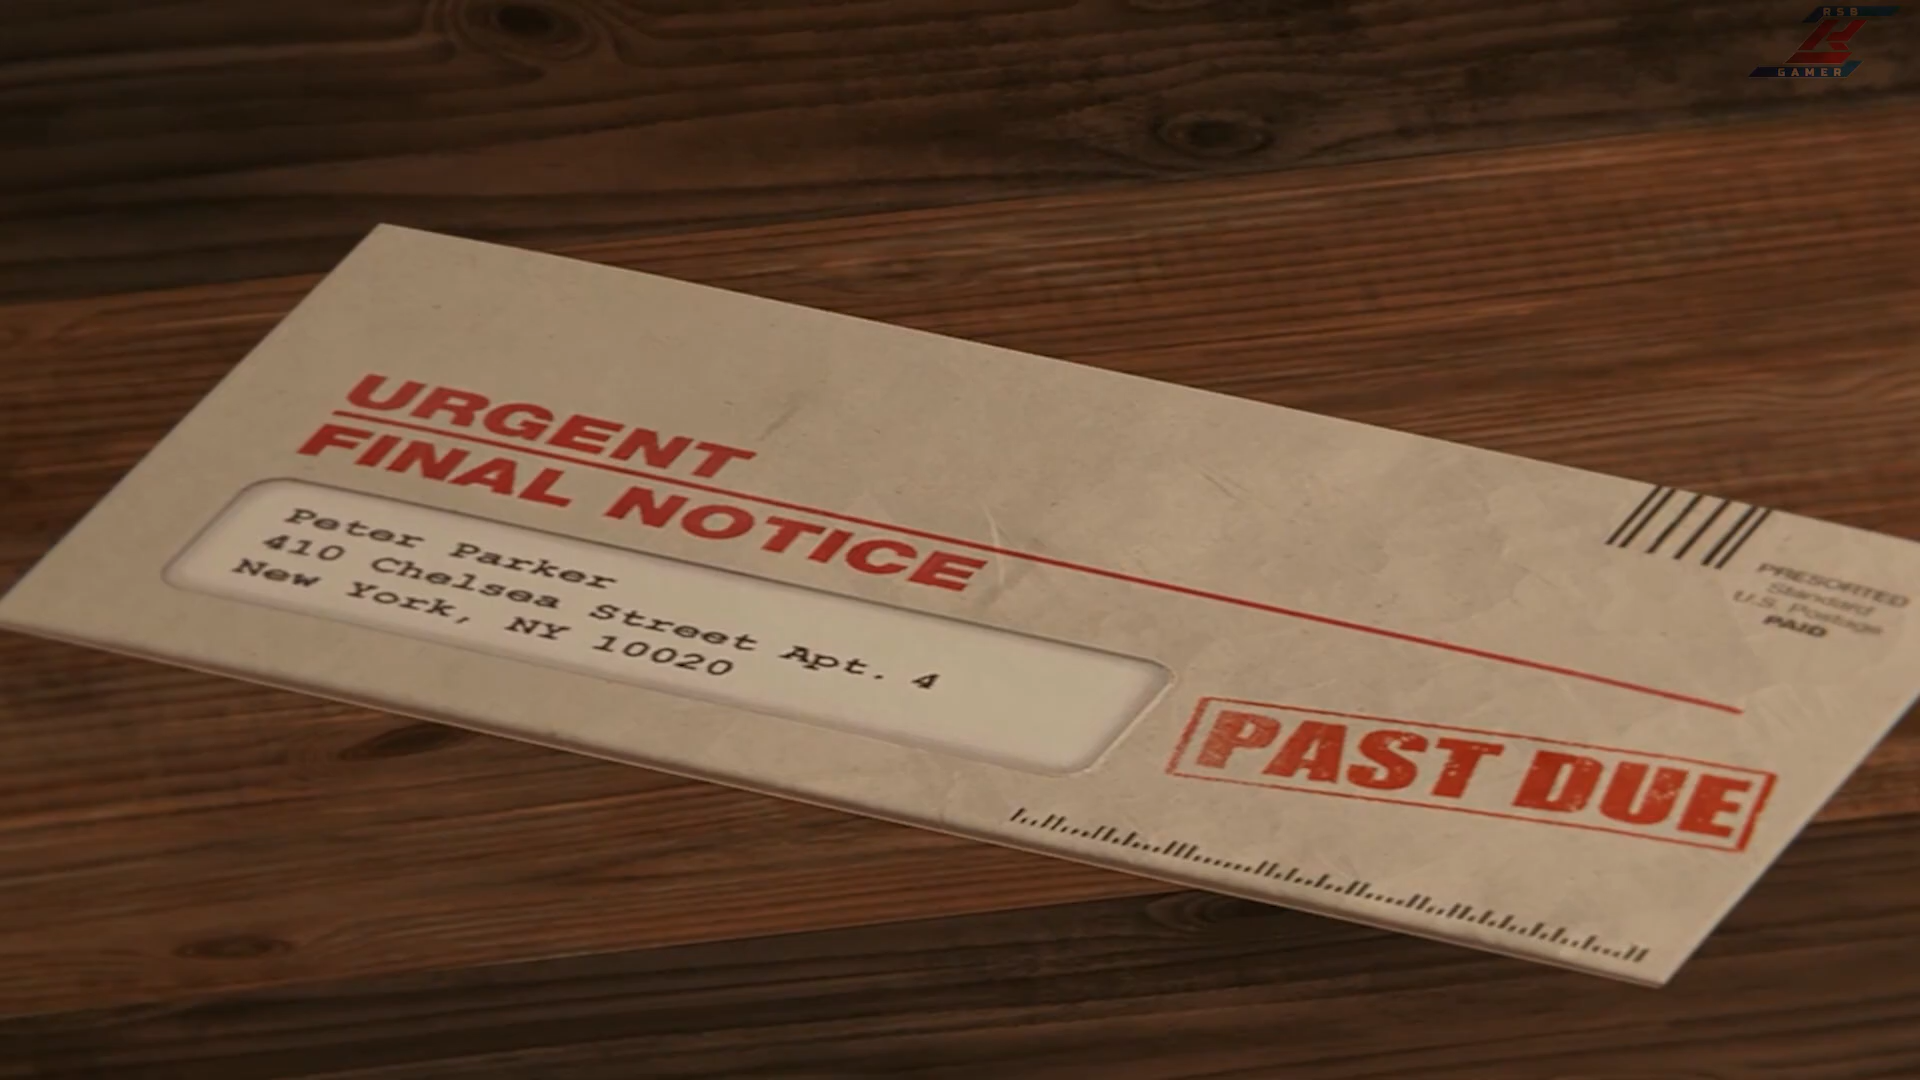 RSB
GAMER
URGENT
FINAL NOTICE
Peter Parker
410 Chelsea Street Apt. 4
New York, NY 10020
PRESORTED
Standard
U.S. Postage
PAID
PAST DUE